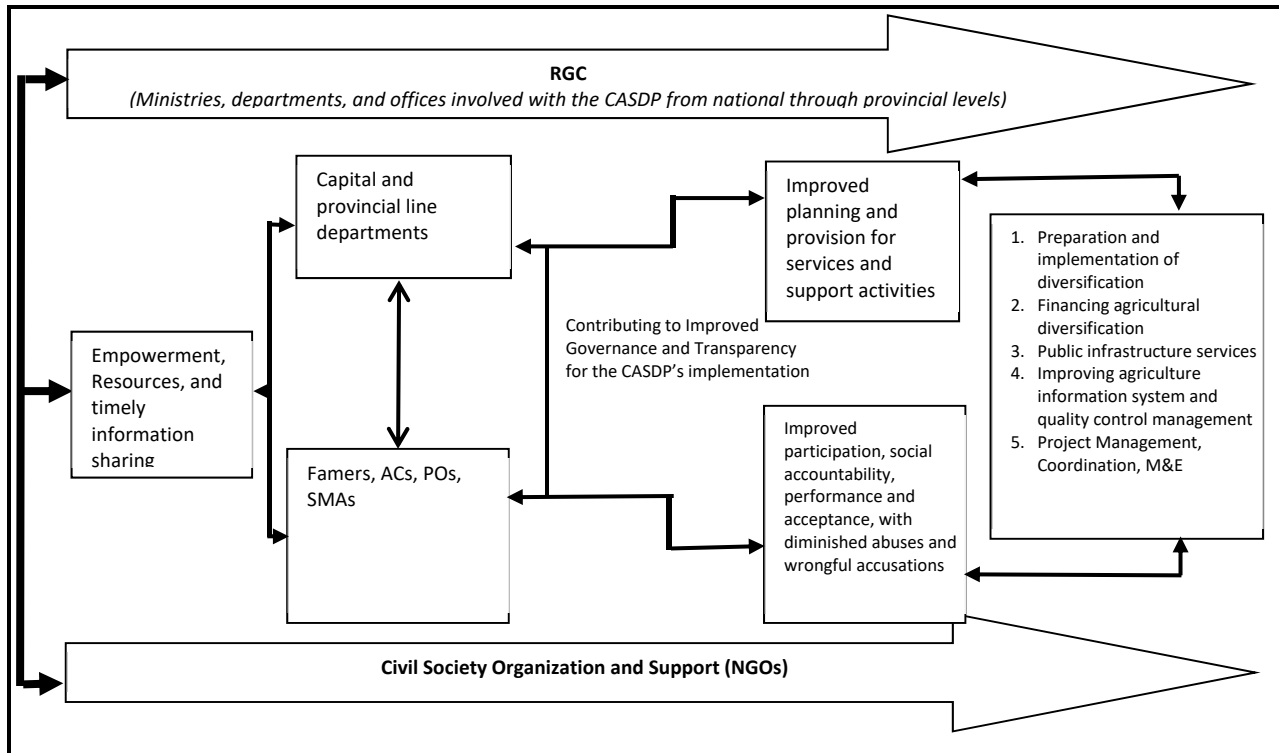 RGC
(Ministries, departments, and offices involved with the CASDP from national through provincial levels)
Capital and
provincial line
departments
Improved
planning and
provision for
services and
support activities
1. Preparation and
implementation of
diversification
2. Financing agricultural
diversification
3. Public infrastructure services
4. Improving agriculture
information system and
quality control management
5. Project Management,
Coordination, M&E
Contributing to Improved
Governance and Transparency
for the CASDP's implementation
Empowerment,
Resources, and
timely
information
sharing
Famers, ACs, POs,
SMAs
Improved
participation, social
accountability,
performance and
acceptance, with
diminished abuses and
wrongful accusations
Civil Society Organization and Support (NGOs)